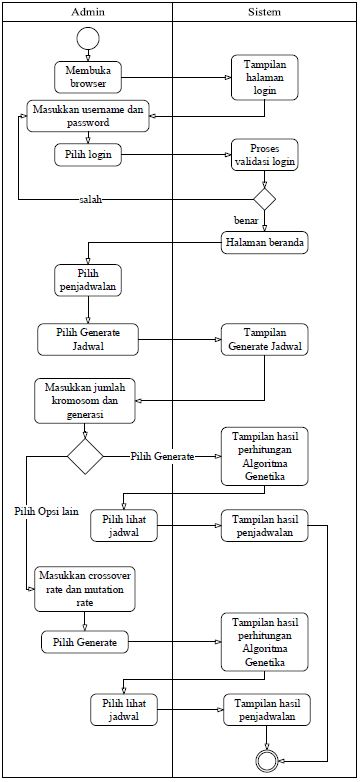 Admin
Sistem
Membuka
browser
Tampilan
halaman
login
Masukkan username dan
password
Pilih login
Proses
validasi login
salah
benar
Halaman beranda
Pilih
penjadwalan
Pilih Generate
Jadwal
Tampilan
Generate Jadwal
Masukkan jumlah
kromosom dan
generasi
Pilih Generate
Tampilan hasil
perhitungan
Algoritma
Genetika
Pilih Opsi lain
Pilih lihat
jadwal
Tampilan hasil
penjadwalan
Masukkan crossover
rate dan mutation
rate
Pilih Generate
Tampilan hasil
perhitungan
Algoritma
Genetika
Pilih lihat
jadwal
Tampilan hasil
penjadwalan